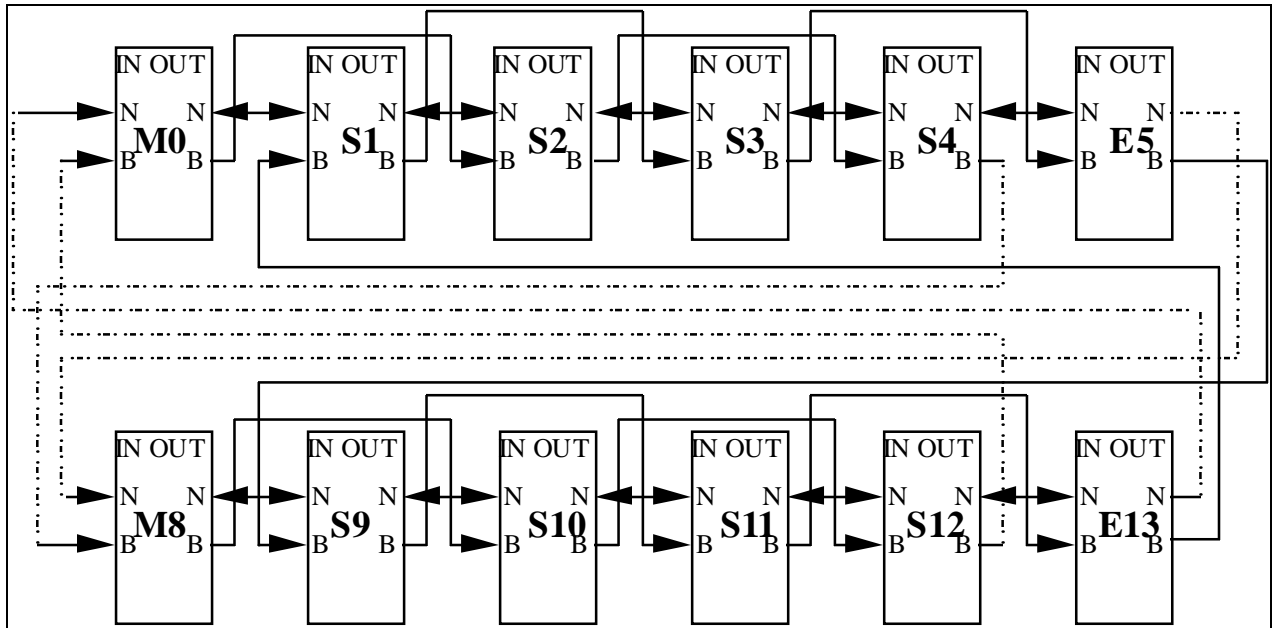 IN OUT IN OUT IN OUT IN OUT IN OUT IN OUT
N N N N N N N N N N N N
M0 S1 S2 S3 S4 E5
B B B B B B B B B B B B
IN OUT IN OUT IN OUT IN OUT IN OUT IN OUT
N N N N N N N N N N N N
M8 S9 S10 S11 S12 E13
B B B B B B B B B B B B